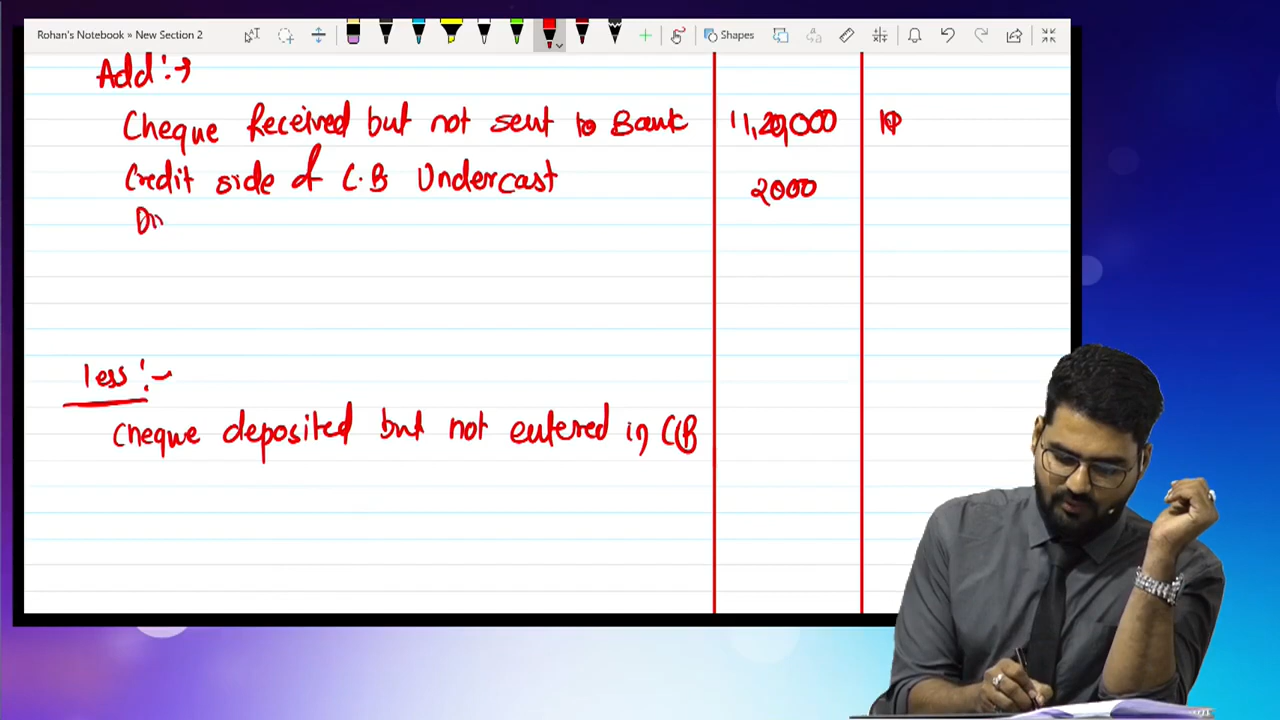 Rohan's Notebook » New Section 2
Shapes
Add :→
Cheque Received but not sent to Bank 11,20,000
Credit side of C.B Undercast 2000
Less :-
Cheque deposited but not entered in CB